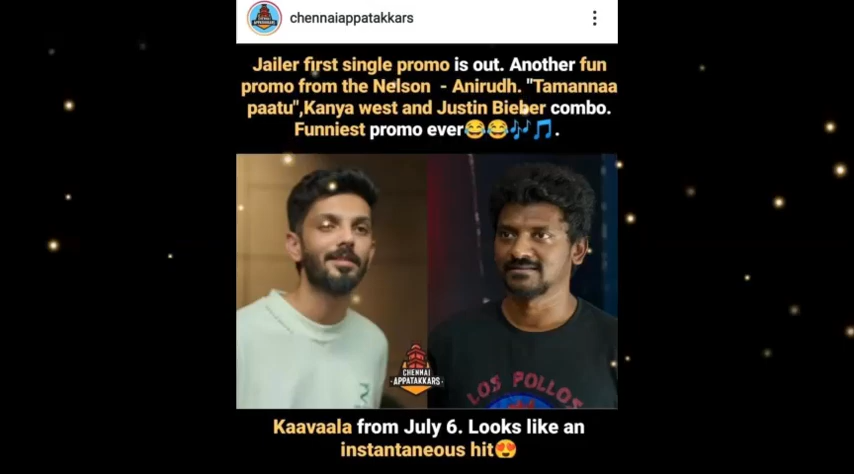 chennaiappatakkars
Jailer first single promo is out. Another fun
promo from the Nelson - Anirudh. "Tamannaa
paatu",Kanya west and Justin Bieber combo.
Funniest promo ever😂😂🎶🎵.
CHENNAI
APPATAKKARS
LOS POLLOS
Kaavaala from July 6. Looks like an
instantaneous hit😍